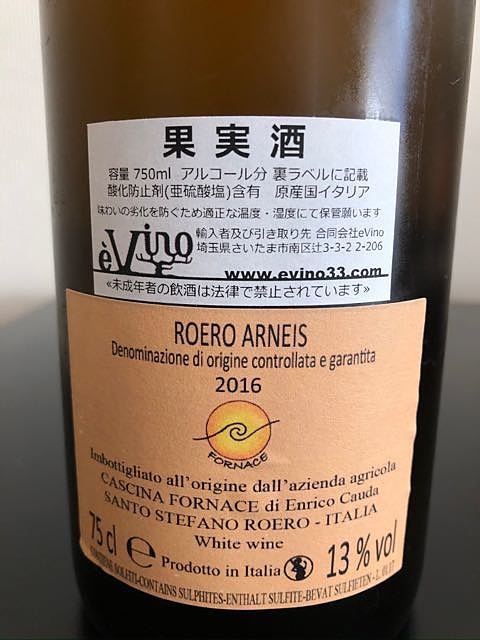 果実酒
容量 750ml アルコール分 裏ラベルに記載
酸化防止剤(亜硫酸塩)含有 原産国イタリア
味わいの劣化を防ぐため適正な温度・湿度にて保管願います
èVino
輸入者及び引き取り先 合同会社eVino
埼玉県さいたま市南区辻3-3-2 2-206
www.evino33.com
«未成年者の飲酒は法律で禁止されています»
ROERO ARNEIS
Denominazione di origine controllata e garantita
2016
FORNACE
Imbottigliato all'origine dall'azienda agricola
CASCINA FORNACE di Enrico Cauda
SANTO STEFANO ROERO - ITALIA
White wine
75 cl e Prodotto in Italia 13 % vol
CONTIENE SOLFITI-CONTAINS SULPHITES-ENTHALT SULFITE-BEVAT SULFIETEN - L.